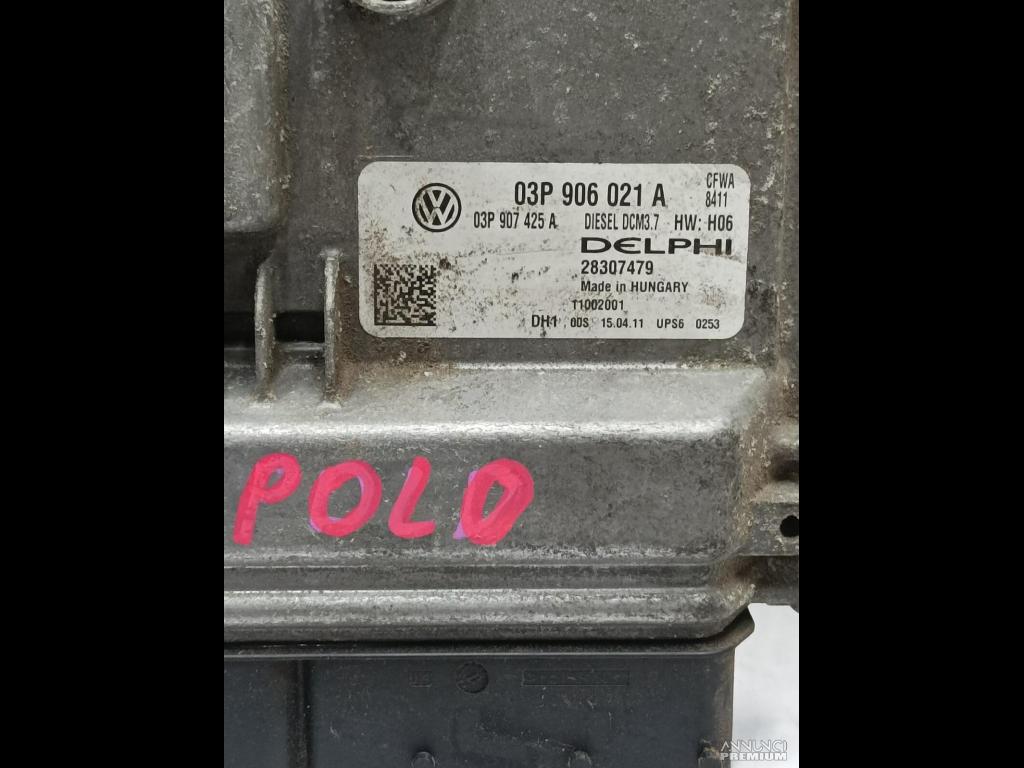 03P 906 021 A
CFWA
8411
03P 907 425 A DIESEL DCM3.7 HW: H06
DELPHI
28307479
Made in HUNGARY
T1002001
DH1 ODS 15.04.11 UPS6 0253
POLO
ANNUNCI
PREMIUM